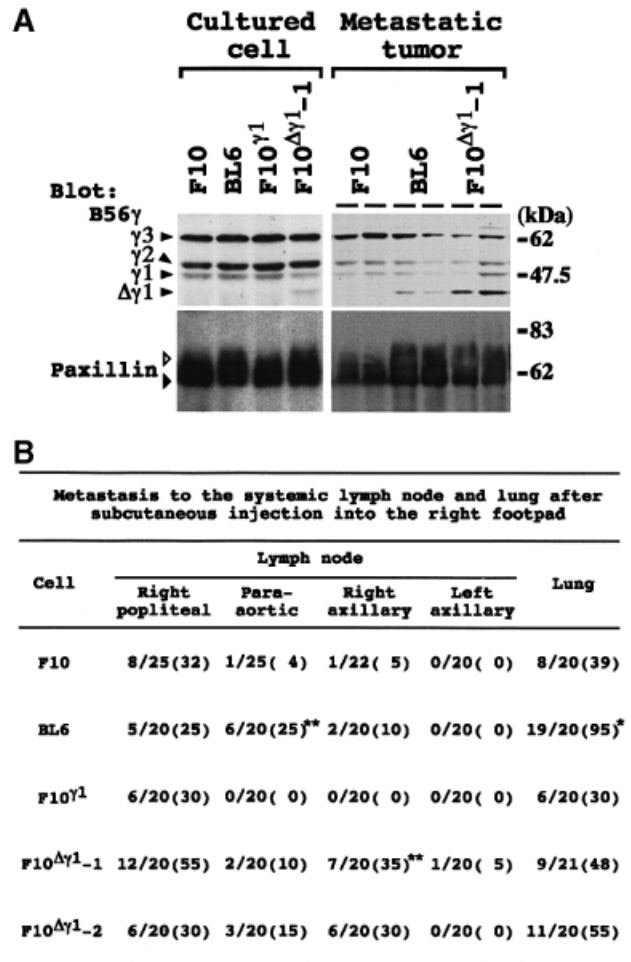 A
Cultured cell
Metastatic tumor
F10 BL6 F10γ1 F10Δγ1-1
F10 BL6 F10Δγ1-1
Blot:
B56γ
(kDa)
γ3
-62
γ2
γ1
-47.5
Δγ1
-83
Paxillin
-62
B
Metastasis to the systemic lymph node and lung after
subcutaneous injection into the right footpad
Lymph node
Cell
Lung
Right popliteal
Para-aortic
Right axillary
Left axillary
F10 8/25(32) 1/25( 4) 1/22( 5) 0/20( 0) 8/20(39)
BL6 5/20(25) 6/20(25)** 2/20(10) 0/20( 0) 19/20(95)*
F10γ1 6/20(30) 0/20( 0) 0/20( 0) 0/20( 0) 6/20(30)
F10Δγ1-1 12/20(55) 2/20(10) 7/20(35)** 1/20( 5) 9/21(48)
F10Δγ1-2 6/20(30) 3/20(15) 6/20(30) 0/20( 0) 11/20(55)